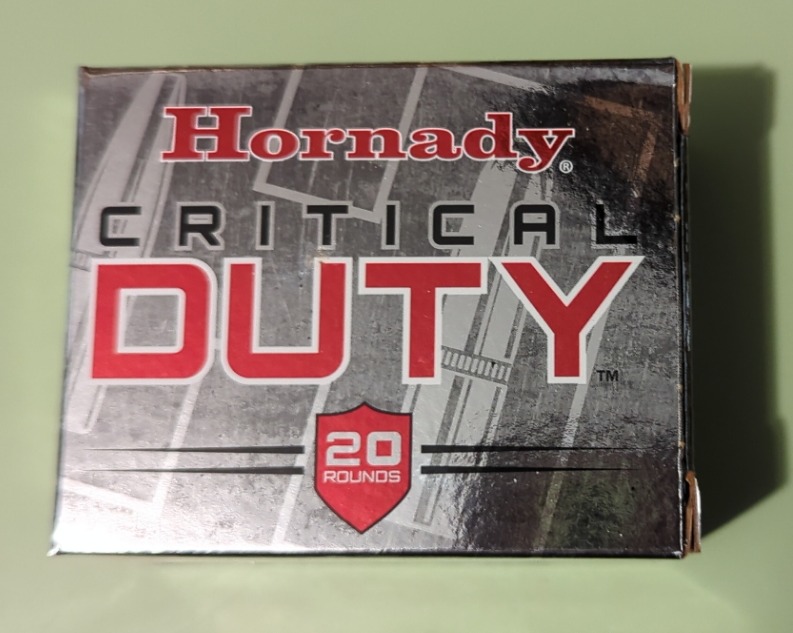 Hornady®
CRITICAL
DUTY™
20
ROUNDS